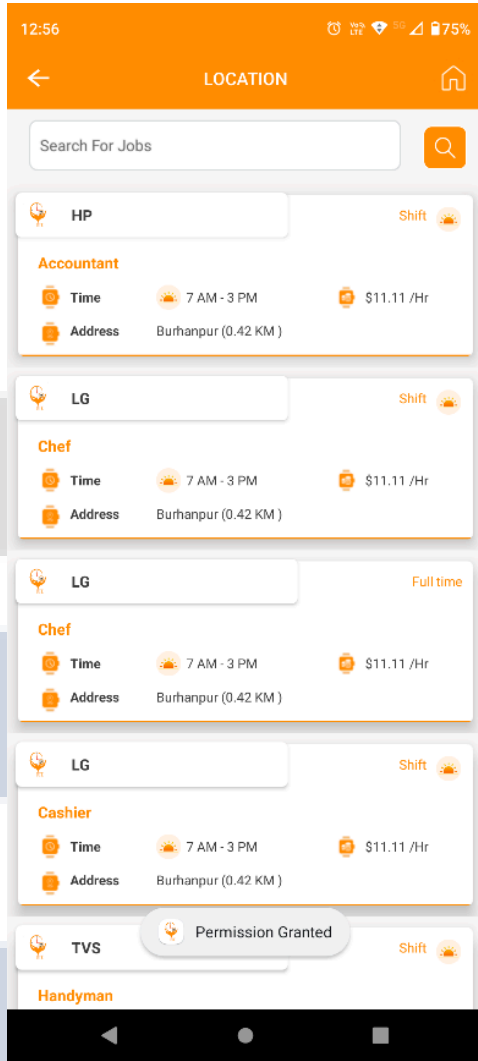 12:56 VoD LTE 5G 75%
LOCATION
Search For Jobs
HP Shift
Accountant
Time 7 AM - 3 PM $11.11 /Hr
Address Burhanpur (0.42 KM )
LG Shift
Chef
Time 7 AM - 3 PM $11.11 /Hr
Address Burhanpur (0.42 KM )
LG Full time
Chef
Time 7 AM - 3 PM $11.11 /Hr
Address Burhanpur (0.42 KM )
LG Shift
Cashier
Time 7 AM - 3 PM $11.11 /Hr
Address Burhanpur (0.42 KM )
Permission Granted
TVS Shift
Handyman